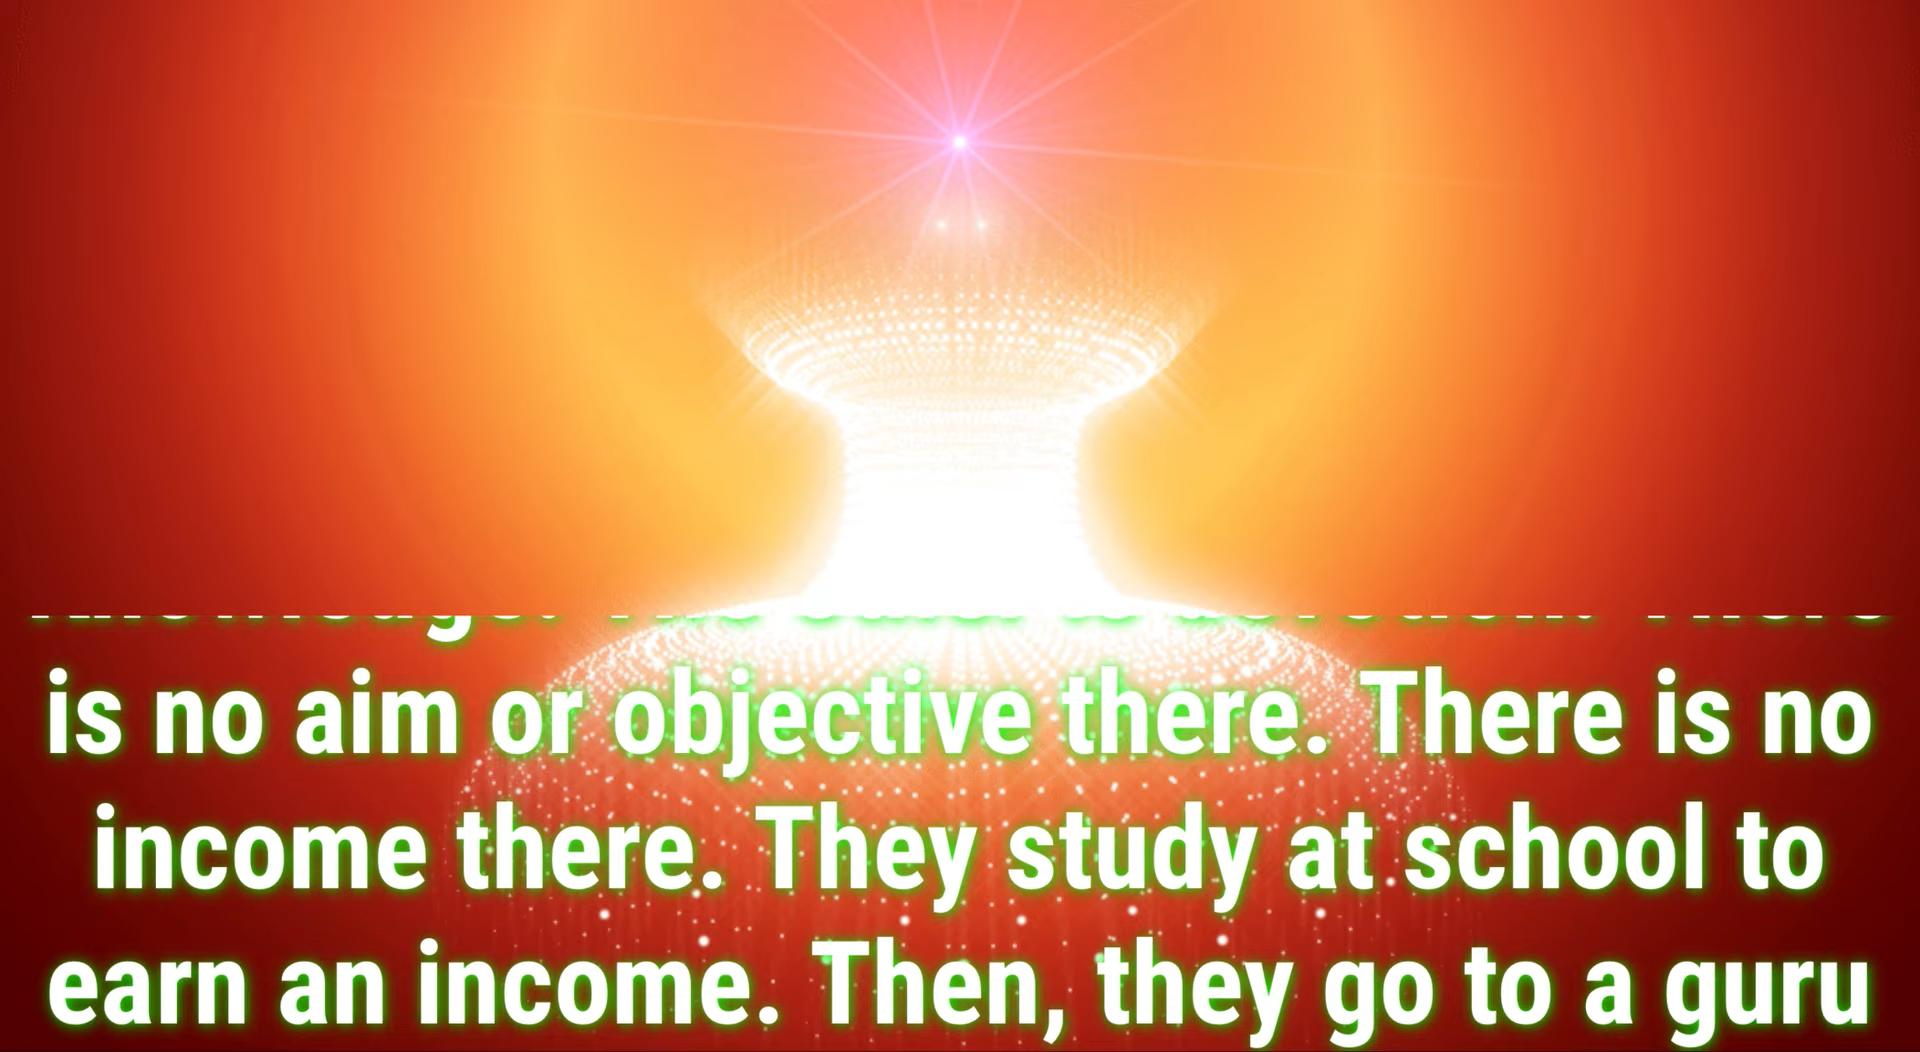 is no aim or objective there. There is no
income there. They study at school to
earn an income. Then, they go to a guru